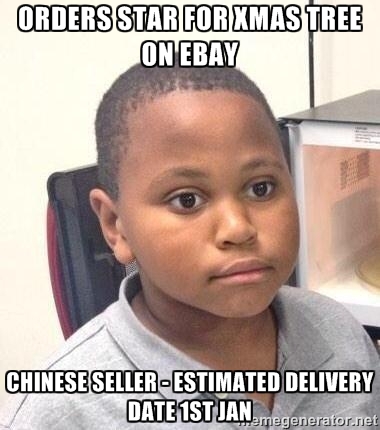 ORDERS STAR FOR XMAS TREE
ON EBAY
CHINESE SELLER - ESTIMATED DELIVERY
DATE 1ST JAN
memegenerator.net